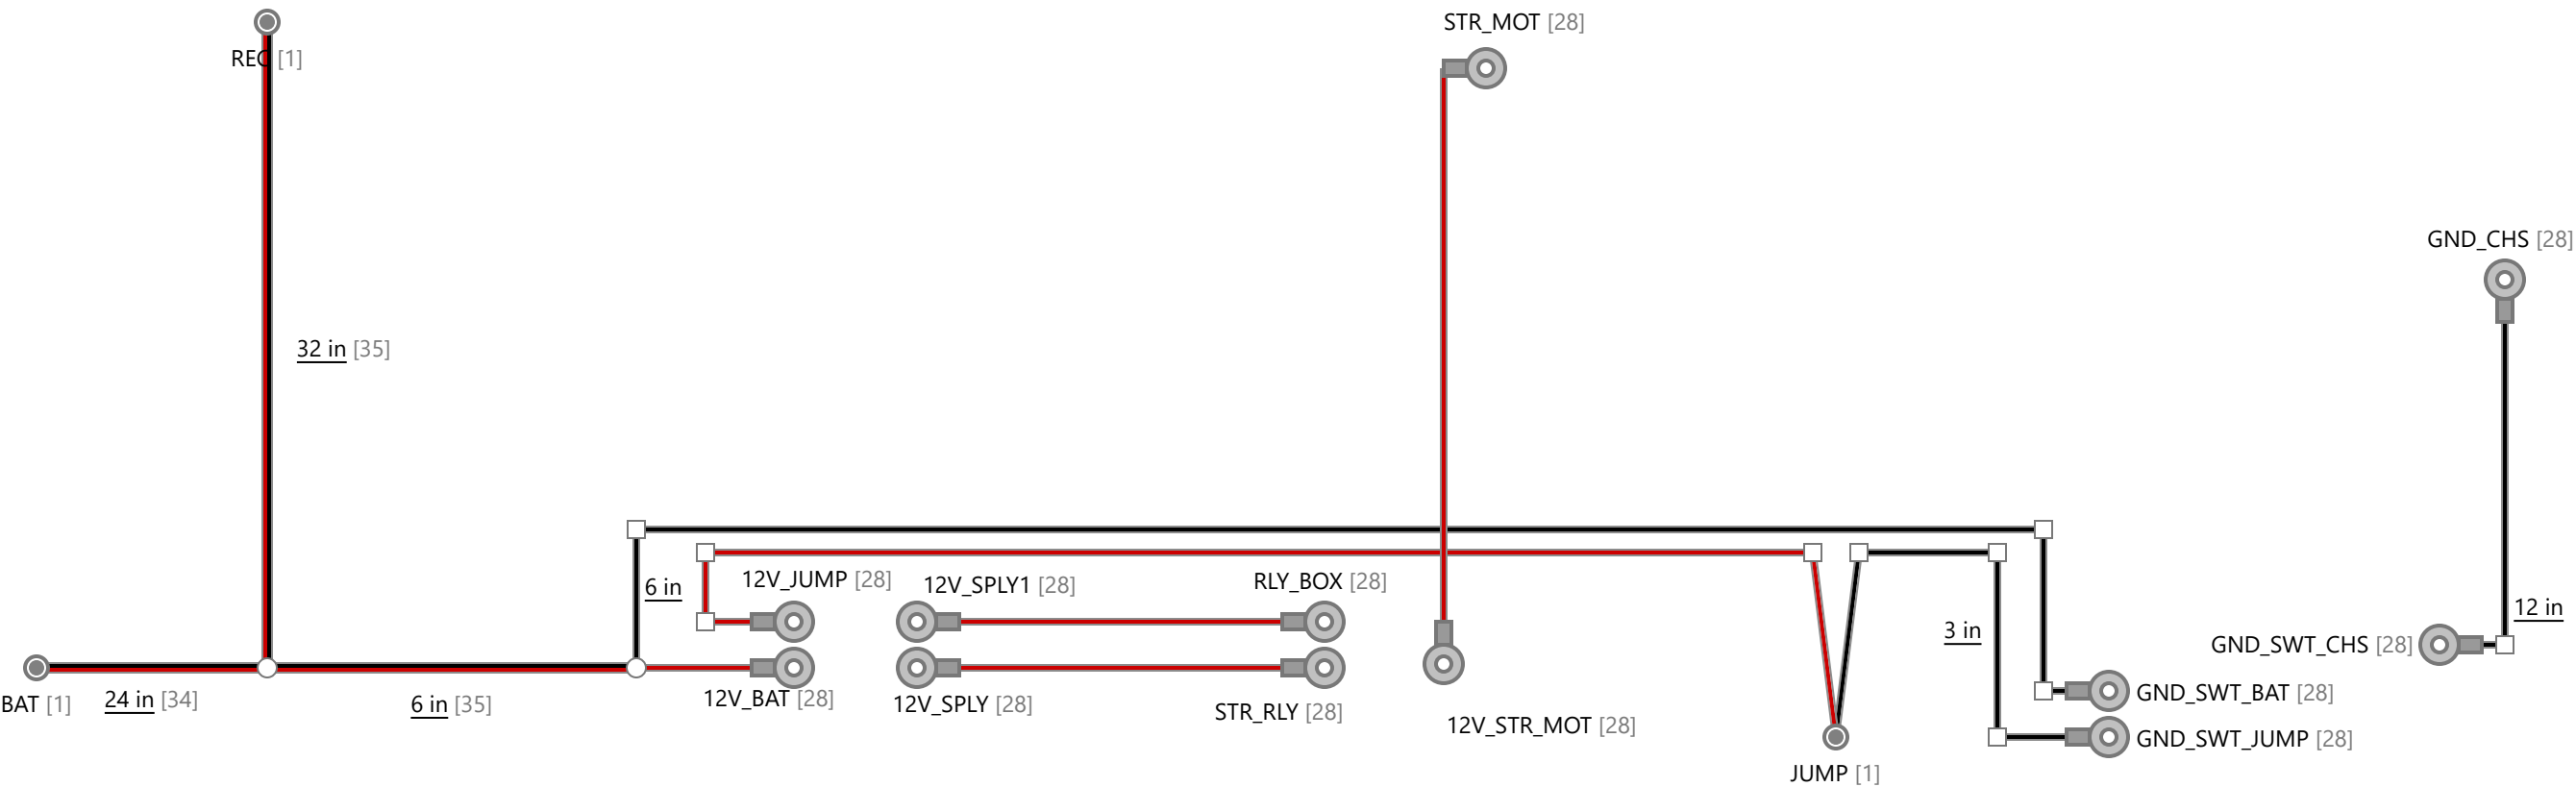 STR_MOT [28]
REC [1]
GND_CHS [28]
32 in [35]
12V_JUMP [28]
12V_SPLY1 [28]
RLY_BOX [28]
6 in
12 in
3 in
GND_SWT_CHS [28]
BAT [1]
24 in [34]
6 in [35]
12V_BAT [28]
12V_SPLY [28]
STR_RLY [28]
12V_STR_MOT [28]
GND_SWT_BAT [28]
GND_SWT_JUMP [28]
JUMP [1]